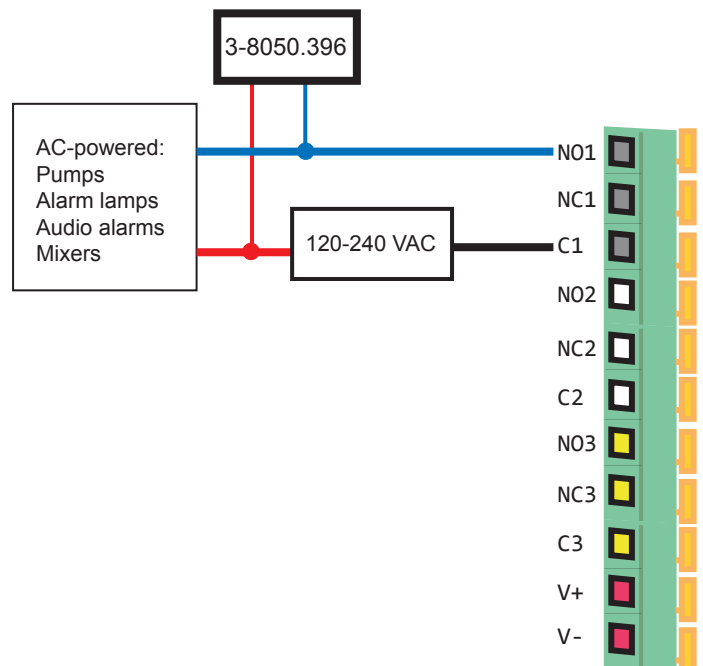 3-8050.396
AC-powered:
Pumps
Alarm lamps
Audio alarms
Mixers
120-240 VAC
NO1
NC1
C1
NO2
NC2
C2
NO3
NC3
C3
V+
V-